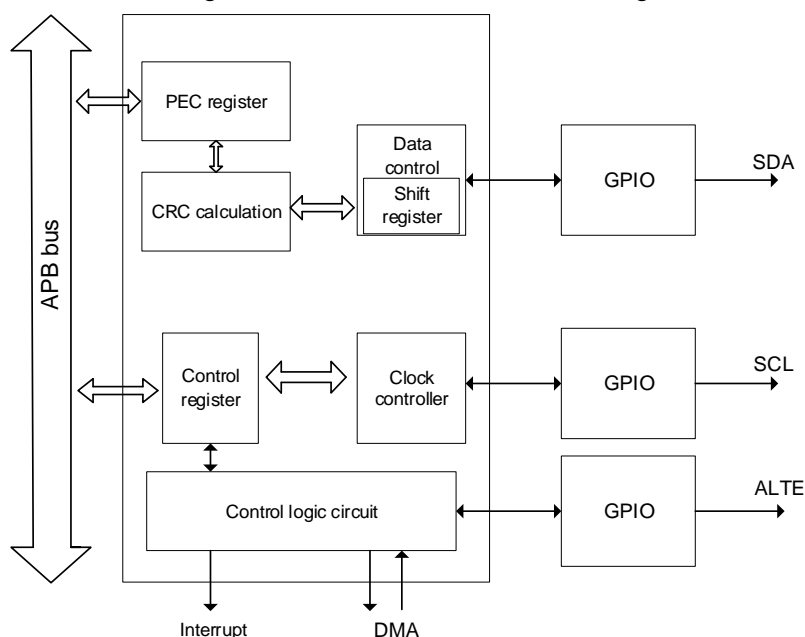 APB bus
PEC register
CRC calculation
Data
control
Shift
register
GPIO
SDA
Control
register
Clock
controller
GPIO
SCL
Control logic circuit
GPIO
ALTE
Interrupt
DMA